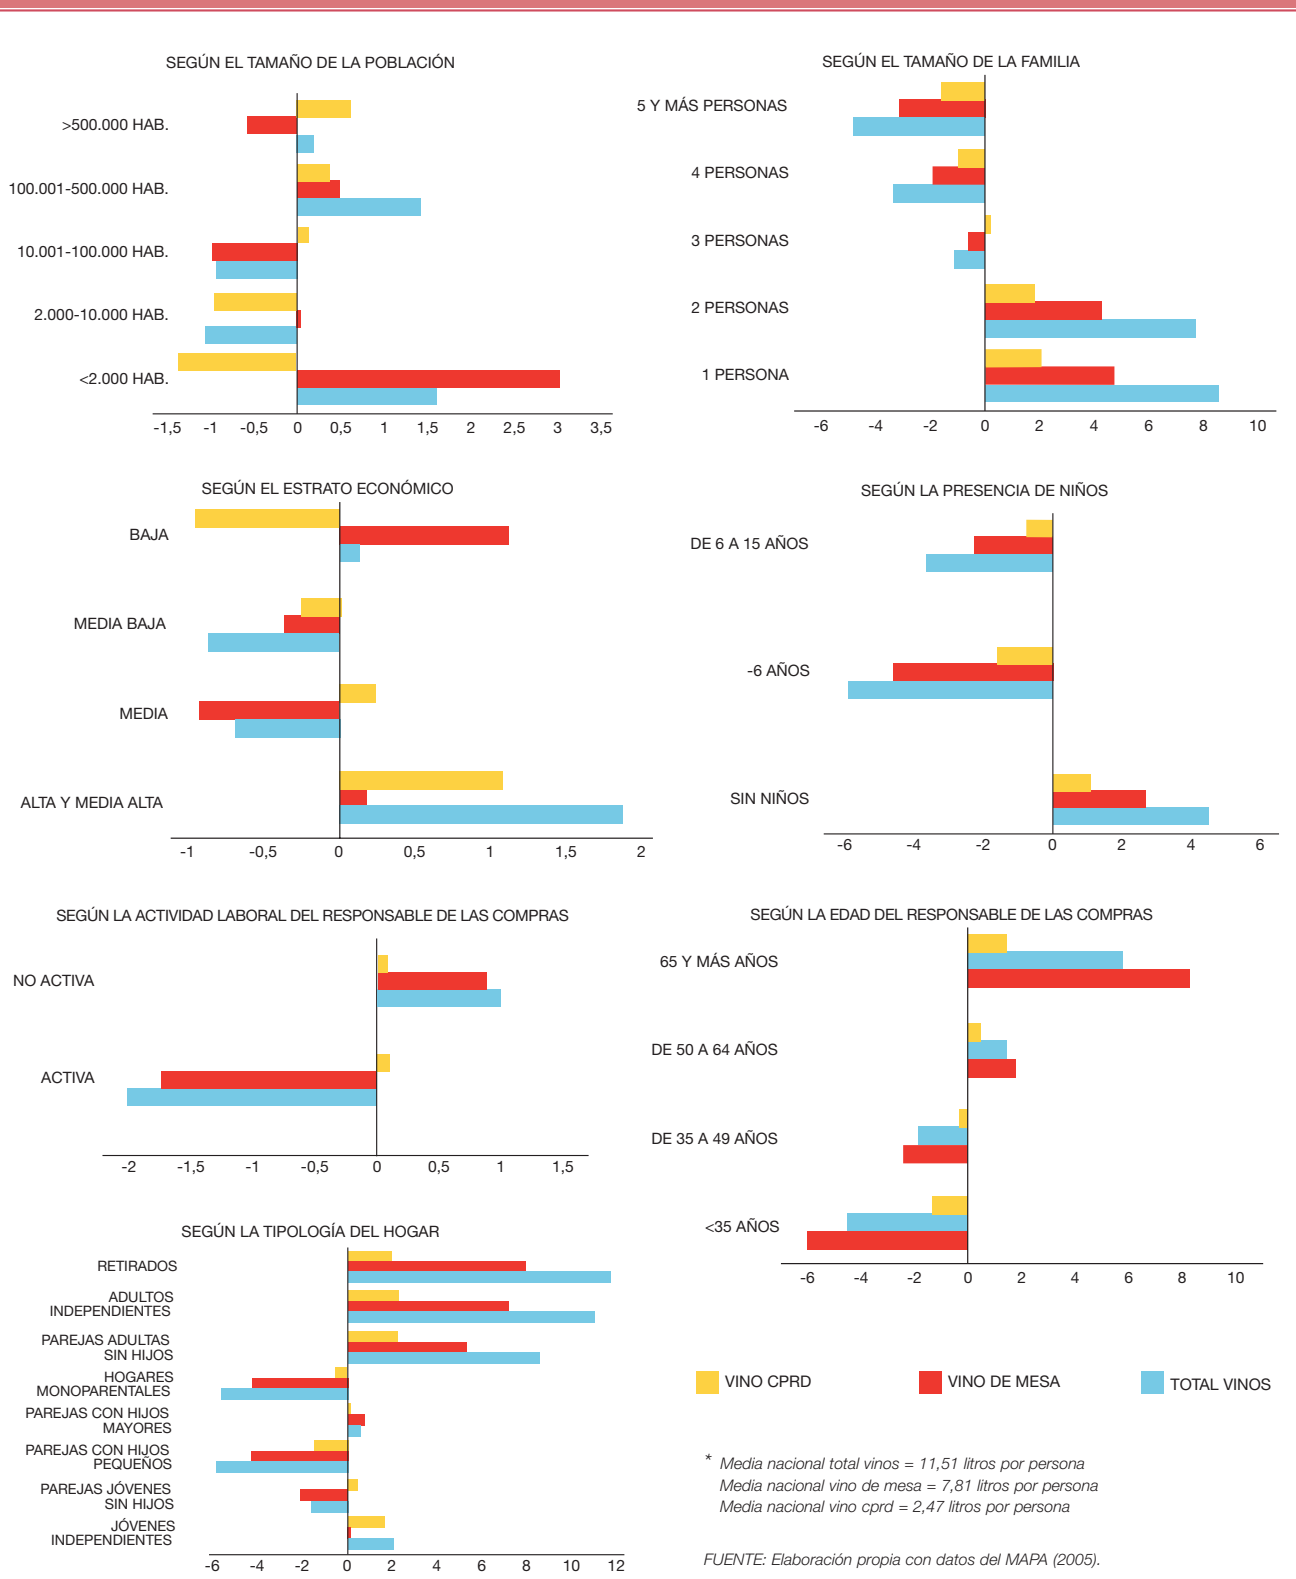 SEGÚN EL TAMAÑO DE LA POBLACIÓN
>500.000 HAB.
100.001-500.000 HAB.
10.001-100.000 HAB.
2.000-10.000 HAB.
<2.000 HAB.
-1,5 -1 -0,5 0 0,5 1 1,5 2 2,5 3 3,5
SEGÚN EL TAMAÑO DE LA FAMILIA
5 Y MÁS PERSONAS
4 PERSONAS
3 PERSONAS
2 PERSONAS
1 PERSONA
-6 -4 -2 0 2 4 6 8 10
SEGÚN EL ESTRATO ECONÓMICO
BAJA
MEDIA BAJA
MEDIA
ALTA Y MEDIA ALTA
-1 -0,5 0 0,5 1 1,5 2
SEGÚN LA PRESENCIA DE NIÑOS
DE 6 A 15 AÑOS
-6 AÑOS
SIN NIÑOS
-6 -4 -2 0 2 4 6
SEGÚN LA ACTIVIDAD LABORAL DEL RESPONSABLE DE LAS COMPRAS
NO ACTIVA
ACTIVA
-2 -1,5 -1 -0,5 0 0,5 1 1,5
SEGÚN LA EDAD DEL RESPONSABLE DE LAS COMPRAS
65 Y MÁS AÑOS
DE 50 A 64 AÑOS
DE 35 A 49 AÑOS
<35 AÑOS
-6 -4 -2 0 2 4 6 8 10
SEGÚN LA TIPOLOGÍA DEL HOGAR
RETIRADOS
ADULTOS
INDEPENDIENTES
PAREJAS ADULTAS
SIN HIJOS
HOGARES
MONOPARENTALES
PAREJAS CON HIJOS
MAYORES
PAREJAS CON HIJOS
PEQUEÑOS
PAREJAS JÓVENES
SIN HIJOS
JÓVENES
INDEPENDIENTES
-6 -4 -2 0 2 4 6 8 10 12
VINO CPRD VINO DE MESA TOTAL VINOS
* Media nacional total vinos = 11,51 litros por persona
Media nacional vino de mesa = 7,81 litros por persona
Media nacional vino cprd = 2,47 litros por persona
FUENTE: Elaboración propia con datos del MAPA (2005).